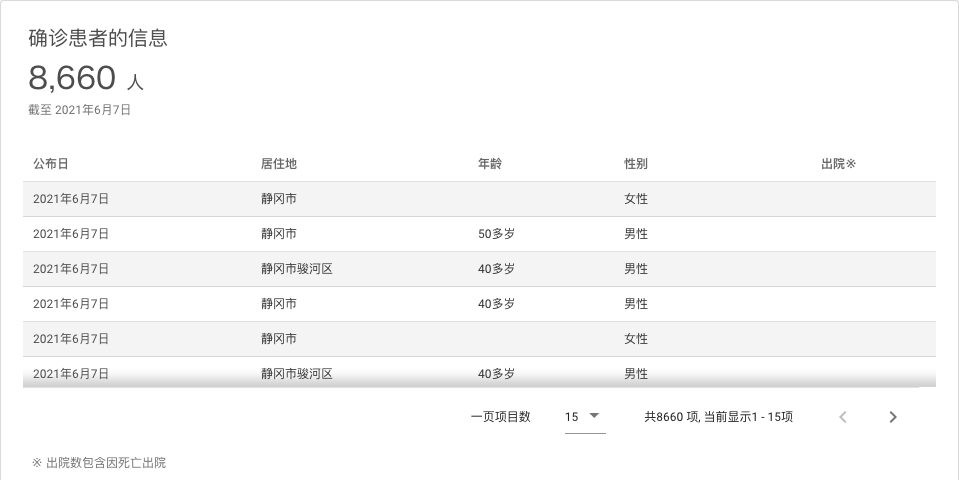 确诊患者的信息
8,660 人
截至 2021年6月7日
公布日 居住地 年龄 性别 出院※
2021年6月7日 静冈市 女性
2021年6月7日 静冈市 50多岁 男性
2021年6月7日 静冈市骏河区 40多岁 男性
2021年6月7日 静冈市 40多岁 男性
2021年6月7日 静冈市 女性
2021年6月7日 静冈市骏河区 40多岁 男性
一页项目数 15 共8660 项, 当前显示1 - 15项
※ 出院数包含因死亡出院